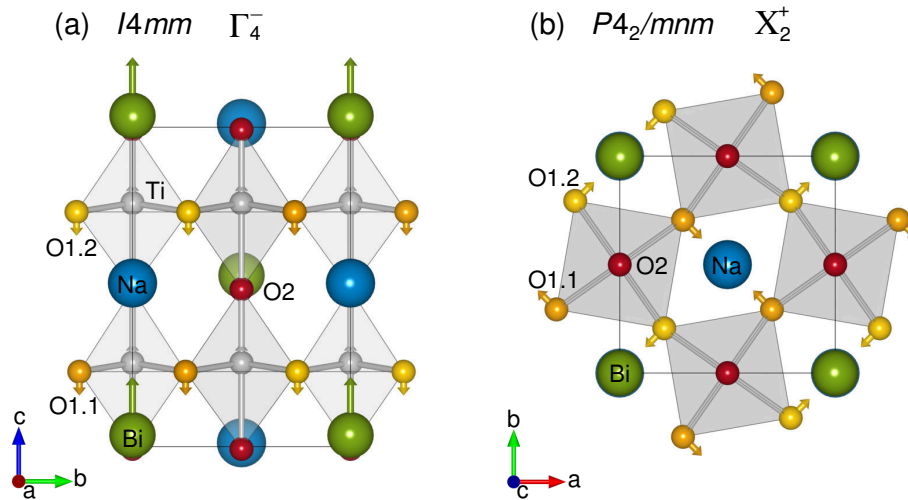 (a) I4mm Γ₄⁻
Ti
O1.2
Na
O2
O1.1
Bi
c
b
a
(b) P4₂/mnm X₂⁺
O1.2
O2
Na
O1.1
Bi
b
c
a